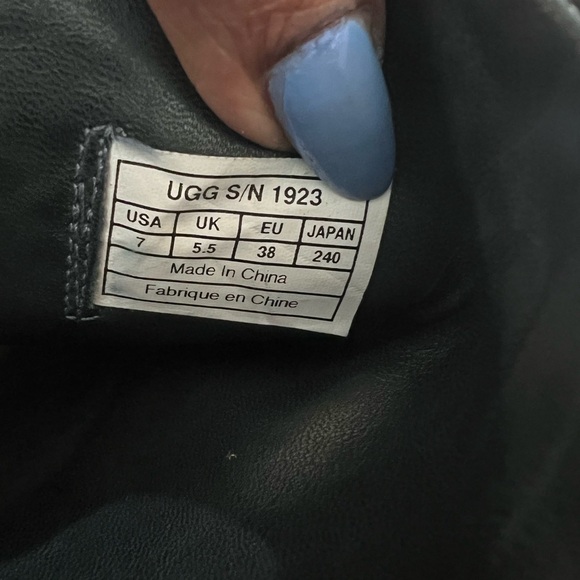 UGG S/N 1923
USA UK EU JAPAN
7 5.5 38 240
Made In China
Fabrique en Chine